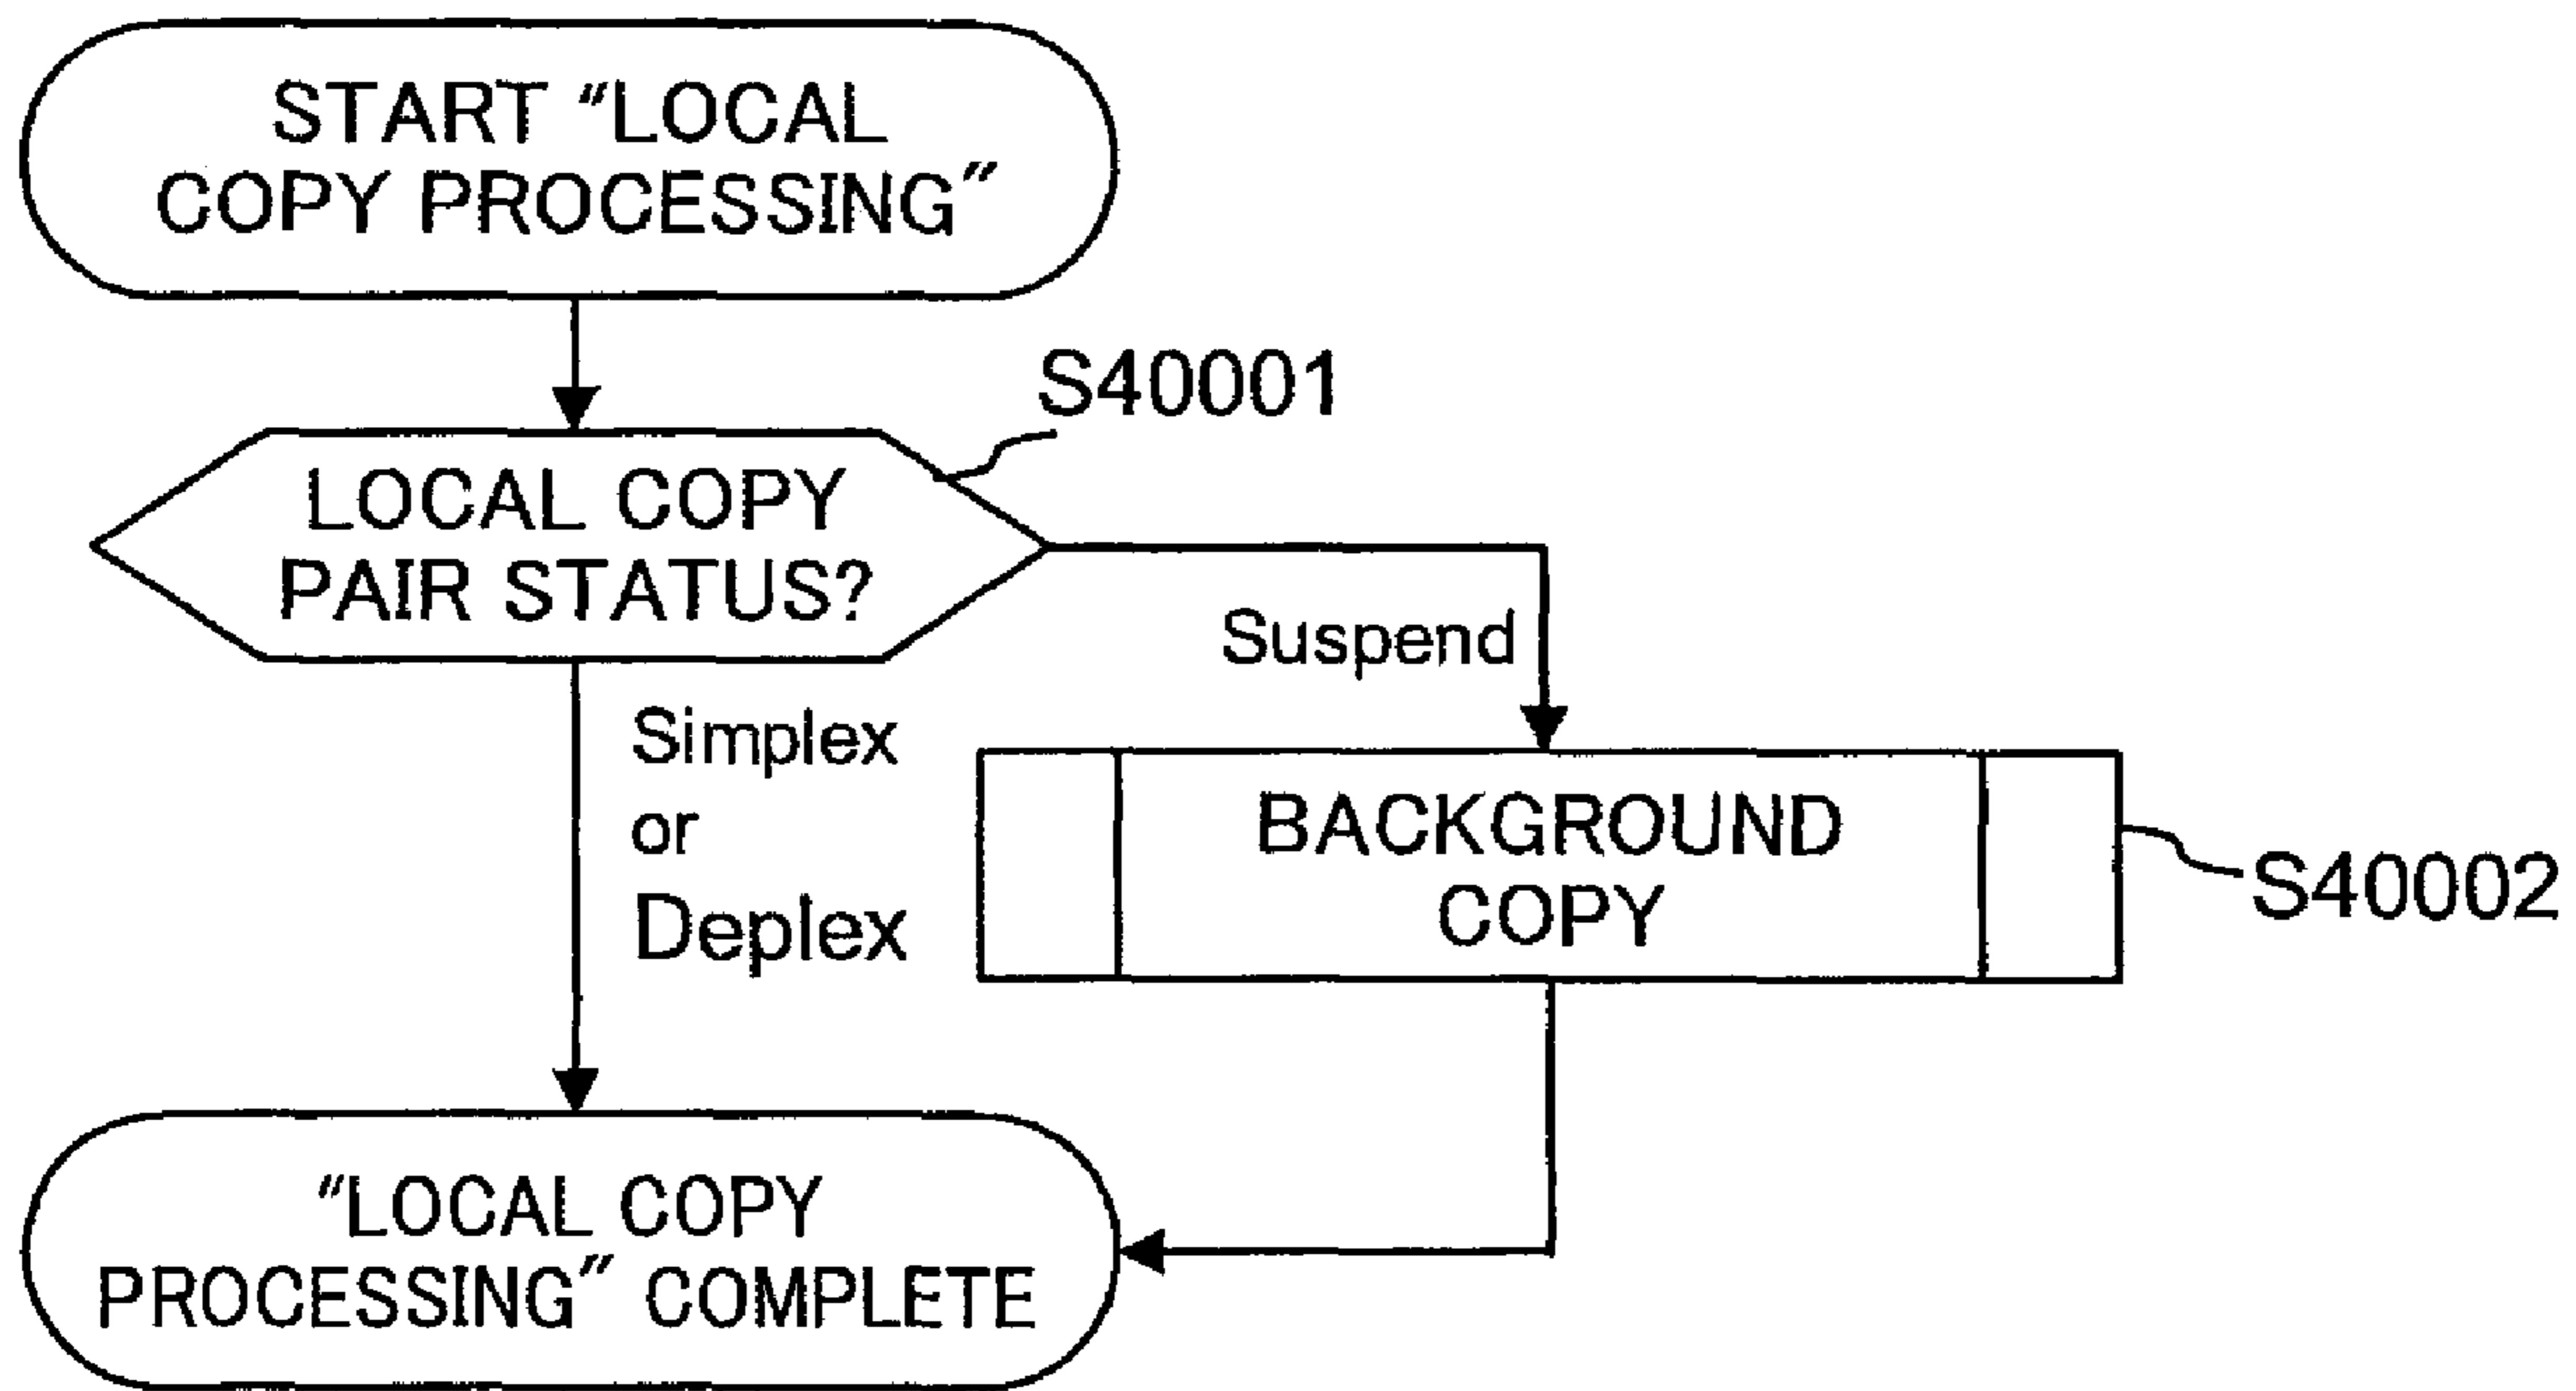 START "LOCAL
COPY PROCESSING"
S40001
LOCAL COPY
PAIR STATUS?
Suspend
Simplex
or
Deplex
BACKGROUND
COPY
S40002
"LOCAL COPY
PROCESSING" COMPLETE